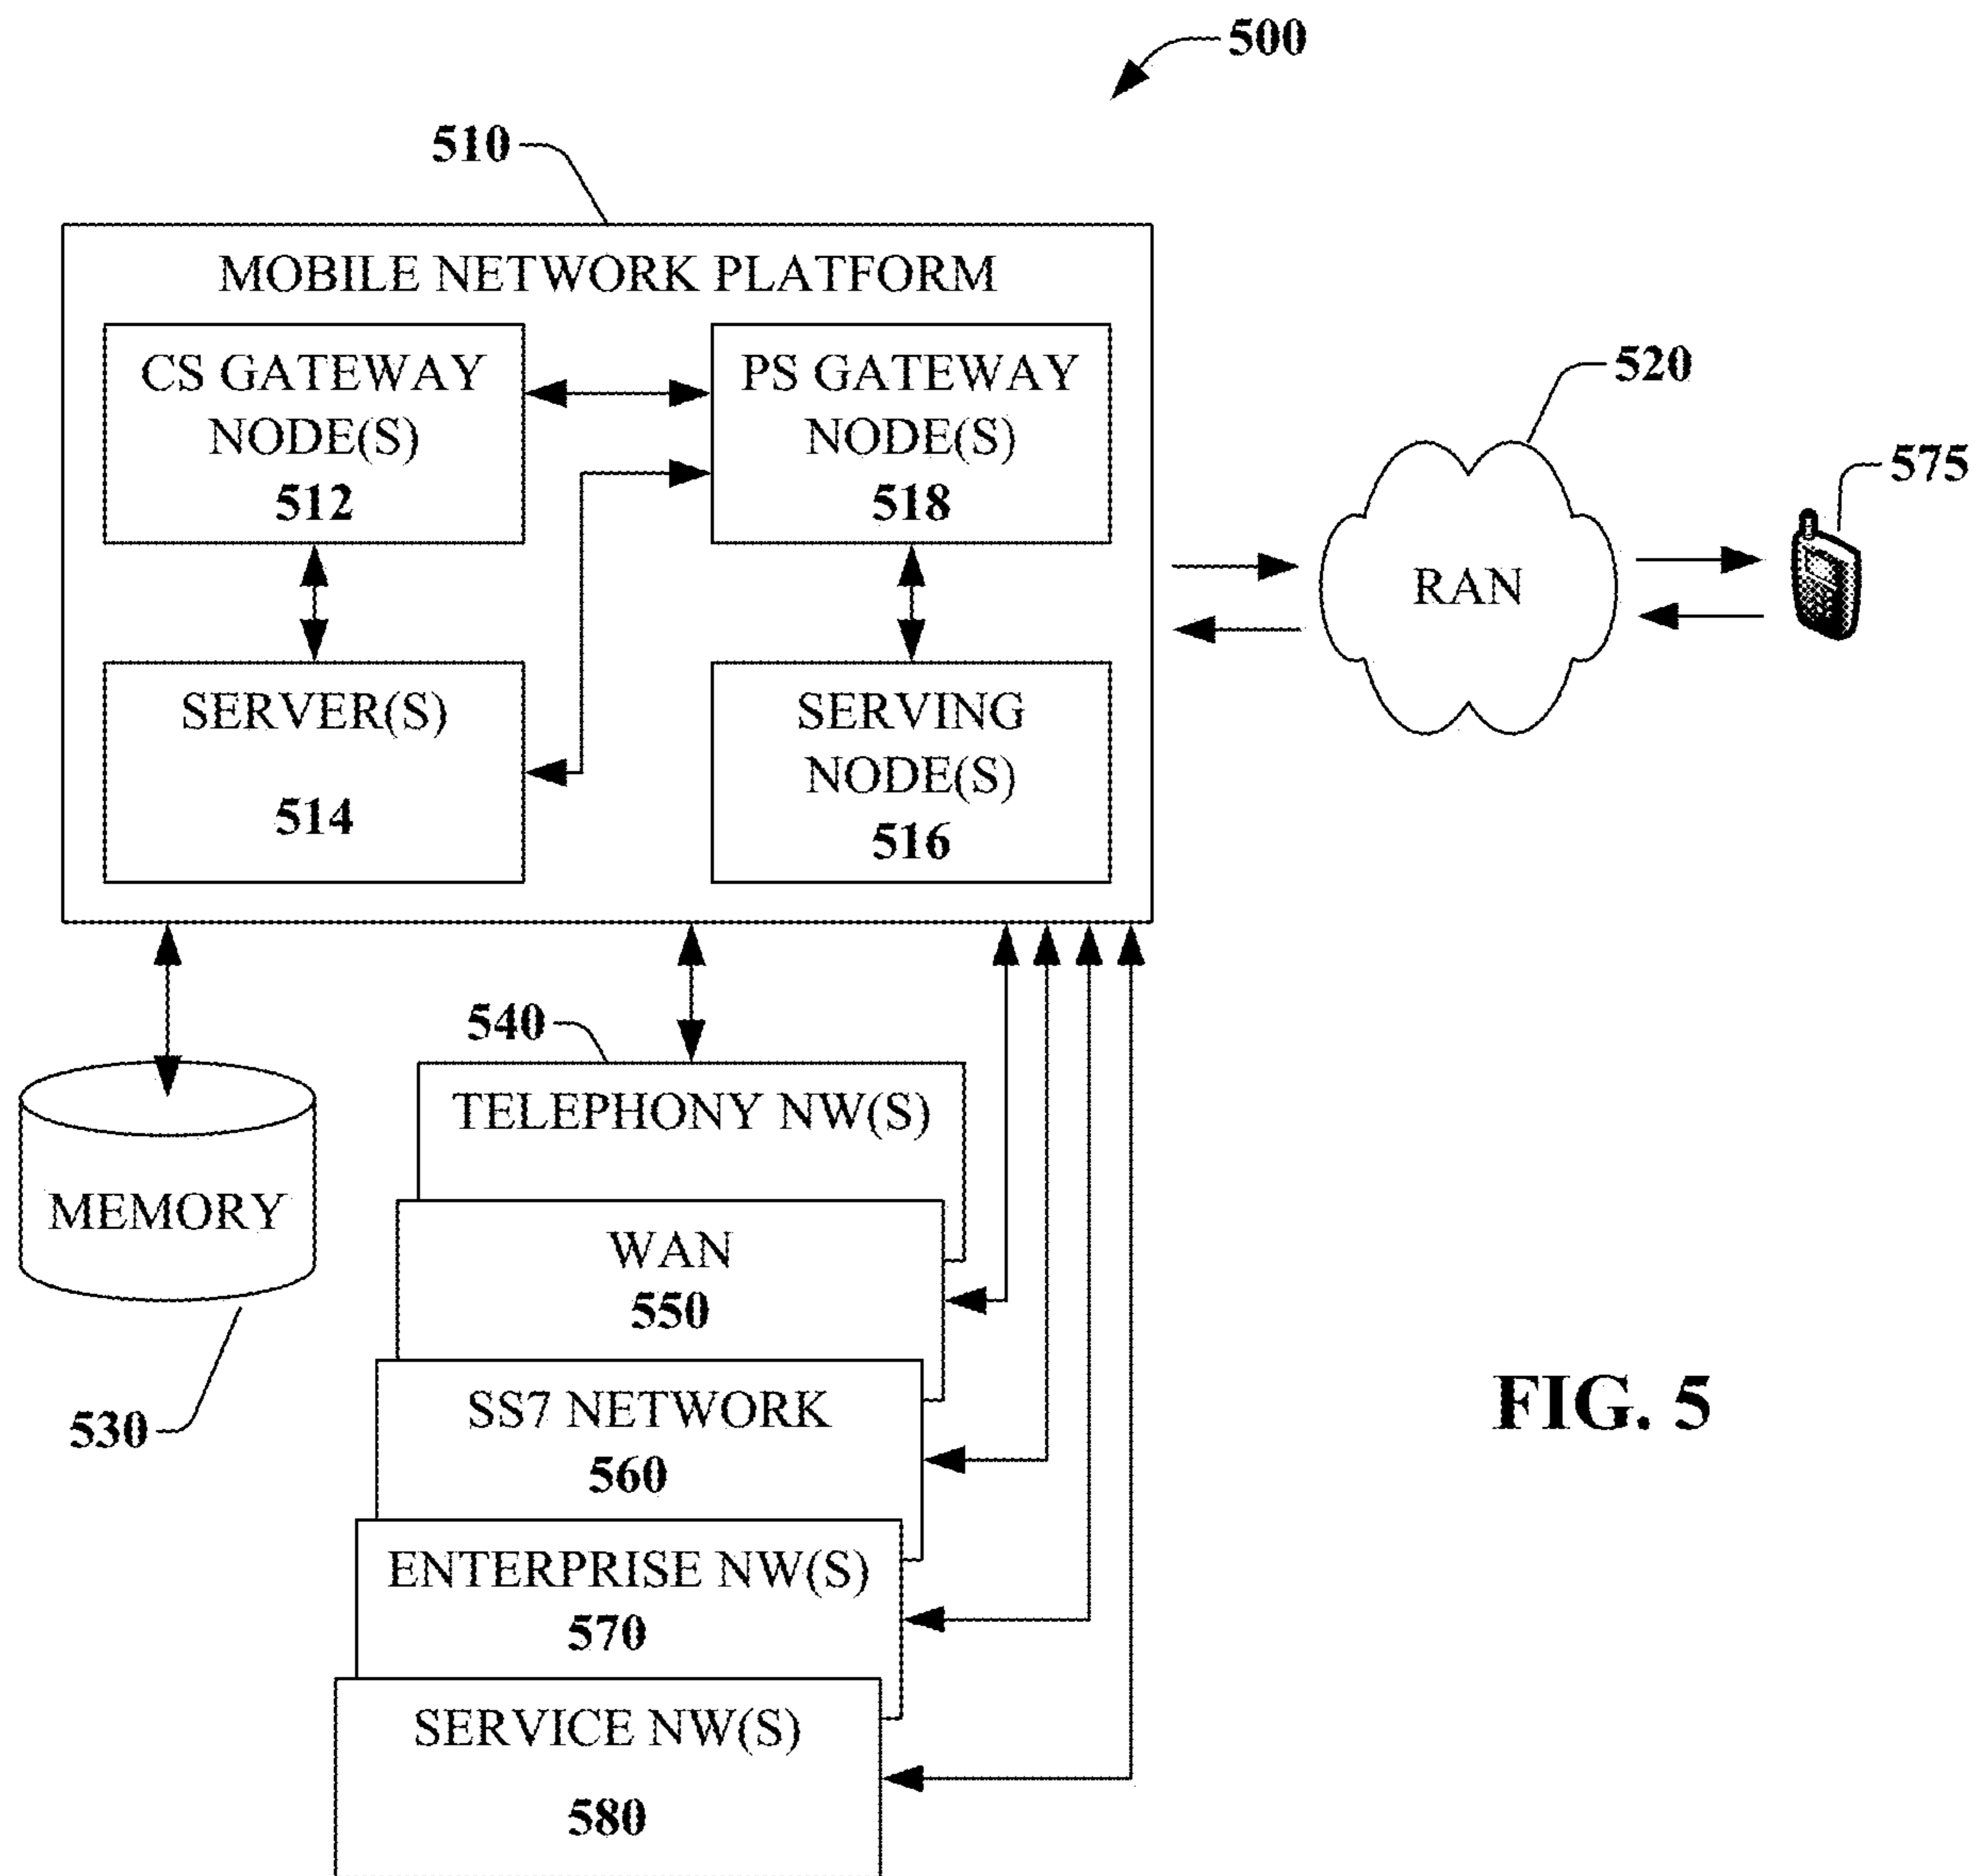 500
510
MOBILE NETWORK PLATFORM
CS GATEWAY
NODE(S)
512
PS GATEWAY
NODE(S)
518
SERVER(S)
514
SERVING
NODE(S)
516
520
RAN
575
540
TELEPHONY NW(S)
MEMORY
530
WAN
550
SS7 NETWORK
560
ENTERPRISE NW(S)
570
SERVICE NW(S)
580
FIG. 5